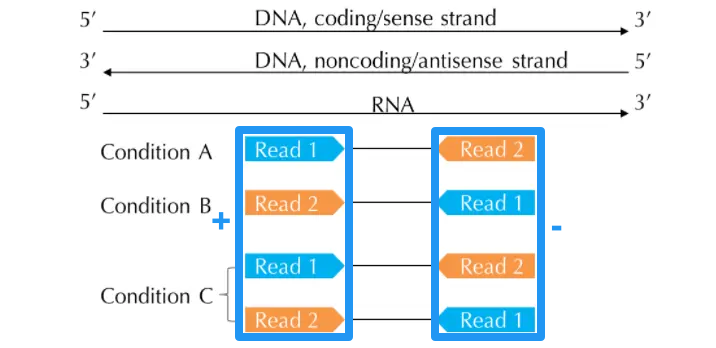 5′ DNA, coding/sense strand 3′
3′ DNA, noncoding/antisense strand 5′
5′ RNA 3′
Condition A Read 1 Read 2
Condition B Read 2 Read 1
+ -
Read 1 Read 2
Condition C
Read 2 Read 1